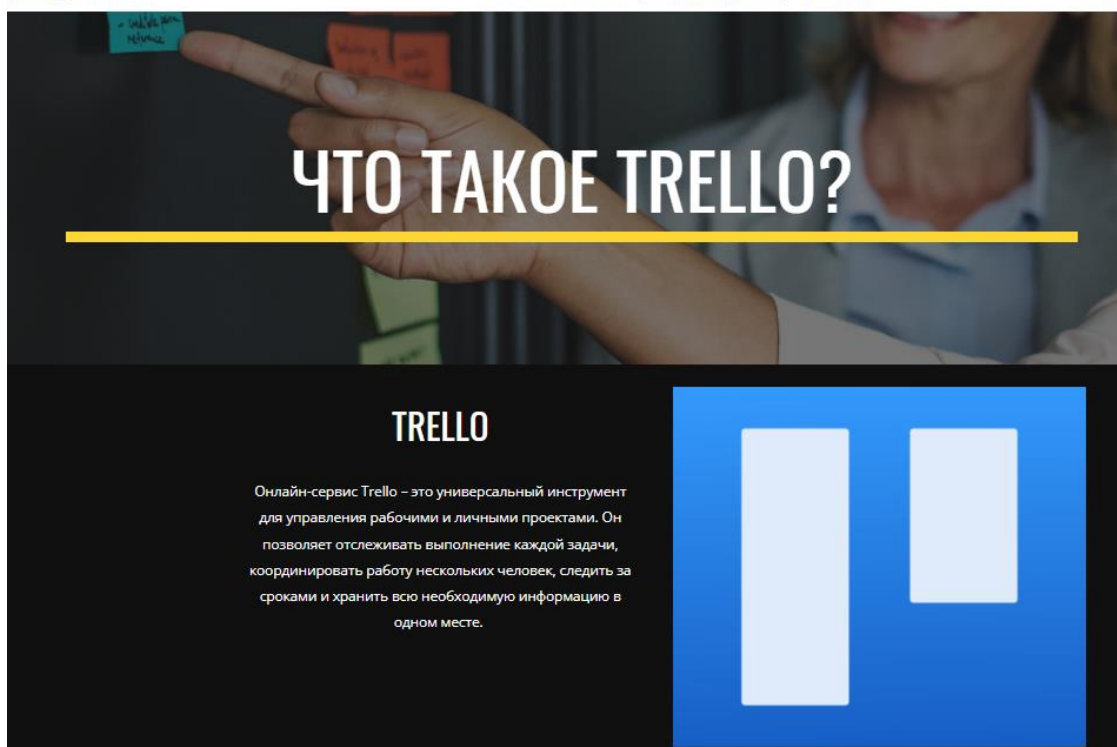 ЧТО ТАКОЕ TRELLO?
TRELLO
Онлайн-сервис Trello – это универсальный инструмент
для управления рабочими и личными проектами. Он
позволяет отслеживать выполнение каждой задачи,
координировать работу нескольких человек, следить за
сроками и хранить всю необходимую информацию в
одном месте.